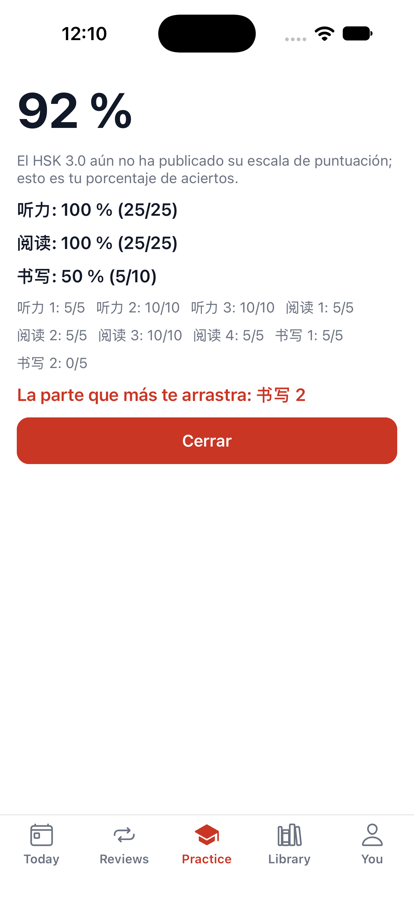 12:10
92 %
El HSK 3.0 aún no ha publicado su escala de puntuación;
esto es tu porcentaje de aciertos.
听力: 100 % (25/25)
阅读: 100 % (25/25)
书写: 50 % (5/10)
听力 1: 5/5 听力 2: 10/10 听力 3: 10/10 阅读 1: 5/5
阅读 2: 5/5 阅读 3: 10/10 阅读 4: 5/5 书写 1: 5/5
书写 2: 0/5
La parte que más te arrastra: 书写 2
Cerrar
Today Reviews Practice Library You